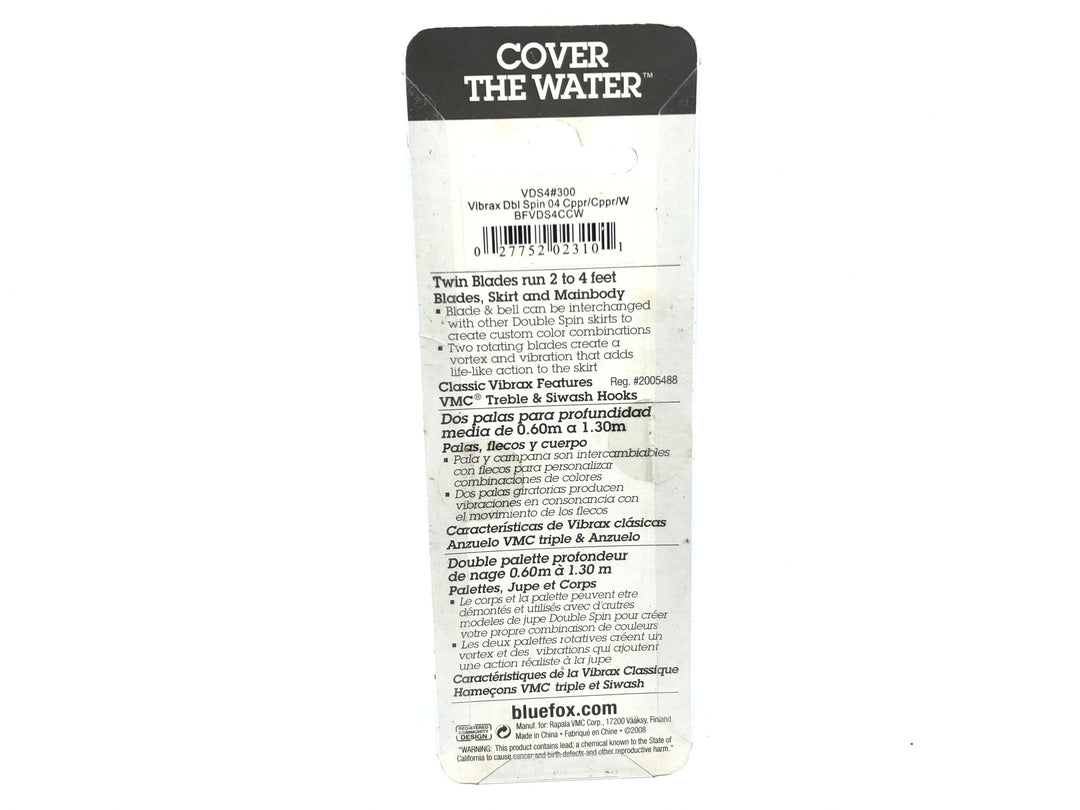 COVER
THE WATER™
VDS4#300
Vibrax Dbl Spin 04 Cppr/Cppr/W
BFVDS4CCW
0 27752 02310 1
Twin Blades run 2 to 4 feet
Blades, Skirt and Mainbody
▪ Blade & bell can be interchanged
with other Double Spin skirts to
create custom color combinations
▪ Two rotating blades create a
vortex and vibration that adds
life-like action to the skirt
Classic Vibrax Features Reg. #2005488
VMC® Treble & Siwash Hooks
Dos palas para profundidad
media de 0.60m a 1.30m
Palas, flecos y cuerpo
▪ Pala y campana son intercambiables
con flecos para personalizar
combinaciones de colores
▪ Dos palas giratorias producen
vibraciones en consonancia con
el movimiento de los flecos
Características de Vibrax clásicas
Anzuelo VMC triple & Anzuelo
Double palette profondeur
de nage 0.60m à 1.30 m
Palettes, Jupe et Corps
▪ Le corps et la palette peuvent etre
démontés et utilisés avec d'autres
modeles de jupe Double Spin pour créer
votre propre combinaison de couleurs
▪ Les deux palettes rotatives créent un
vortex et des vibrations qui ajoutent
une action réaliste à la jupe
Caractéristiques de la Vibrax Classique
Hameçons VMC triple et Siwash
bluefox.com
REGISTERED
COMMUNITY
DESIGN
Manuf. for: Rapala VMC Corp., 17200 Vääksy, Finland
Made in China • Fabriqué en Chine • ©2008
"WARNING: This product contains lead, a chemical known to the State of
California to cause cancer and birth defects and other reproductive harm."